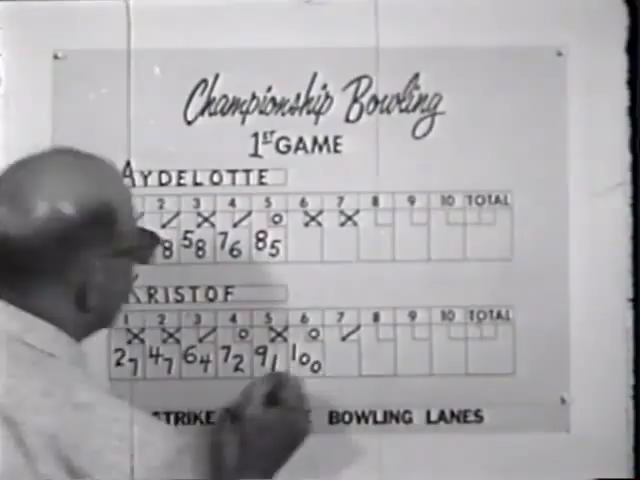 Championship Bowling
1ST GAME
AYDELOTTE
2 3 4 5 6 7 8 9 10 TOTAL
/ X / O X X
8 58 76 85
KRISTOF
1 2 3 4 5 6 7 8 9 10 TOTAL
X X / O X O /
27 47 64 72 91 100
STRIKE BOWLING LANES